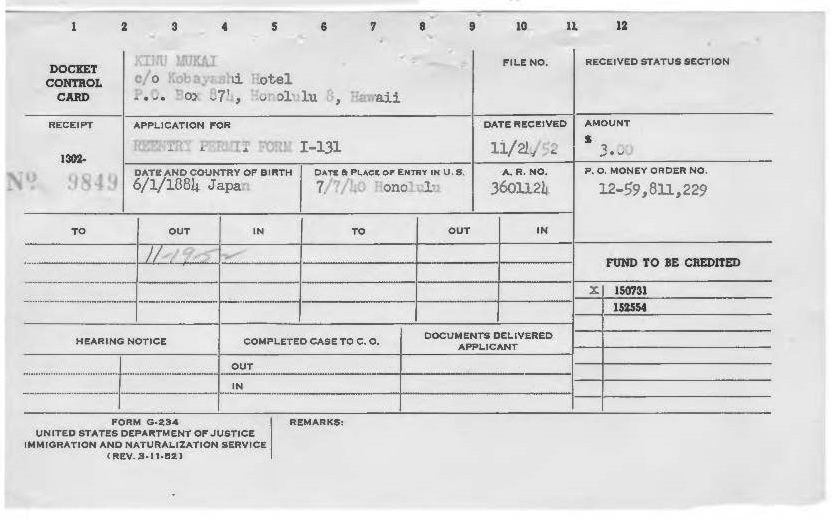 1 2 3 4 5 6 7 8 9 10 11 12
DOCKET CONTROL CARD
KINU MUKAI
c/o Kobayashi Hotel
P.O. Box 874, Honolulu 8, Hawaii
FILE NO.
RECEIVED STATUS SECTION
RECEIPT
1302-
No 9849
APPLICATION FOR
REENTRY PERMIT FORM I-131
DATE RECEIVED
11/24/52
AMOUNT
$ 3.00
DATE AND COUNTRY OF BIRTH
6/1/1884 Japan
DATE & PLACE OF ENTRY IN U.S.
7/7/40 Honolulu
A. R. NO.
3601124
P. O. MONEY ORDER NO.
12-59,811,229
TO OUT IN TO OUT IN
11-1952
FUND TO BE CREDITED
X 150731
152554
HEARING NOTICE
COMPLETED CASE TO C. O.
DOCUMENTS DELIVERED APPLICANT
OUT
IN
FORM G-234
UNITED STATES DEPARTMENT OF JUSTICE
IMMIGRATION AND NATURALIZATION SERVICE
(REV. 3-11-52)
REMARKS: